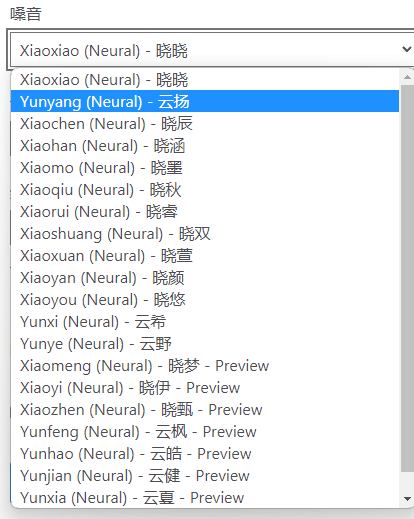 嗓音
Xiaoxiao (Neural) - 晓晓
Xiaoxiao (Neural) - 晓晓
Yunyang (Neural) - 云扬
Xiaochen (Neural) - 晓辰
Xiaohan (Neural) - 晓涵
Xiaomo (Neural) - 晓墨
Xiaoqiu (Neural) - 晓秋
Xiaorui (Neural) - 晓睿
Xiaoshuang (Neural) - 晓双
Xiaoxuan (Neural) - 晓萱
Xiaoyan (Neural) - 晓颜
Xiaoyou (Neural) - 晓悠
Yunxi (Neural) - 云希
Yunye (Neural) - 云野
Xiaomeng (Neural) - 晓梦 - Preview
Xiaoyi (Neural) - 晓伊 - Preview
Xiaozhen (Neural) - 晓甄 - Preview
Yunfeng (Neural) - 云枫 - Preview
Yunhao (Neural) - 云皓 - Preview
Yunjian (Neural) - 云健 - Preview
Yunxia (Neural) - 云夏 - Preview